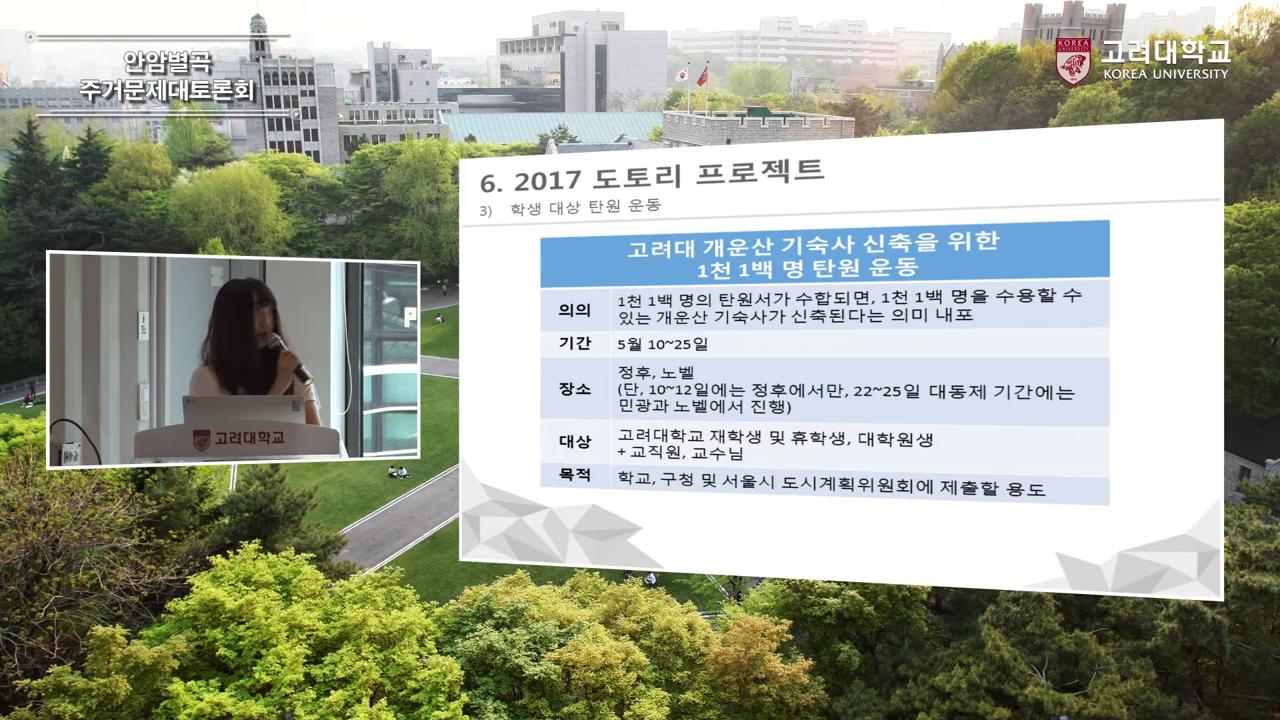 안암별곡
주거문제대토론회
KOREA
고려대학교
KOREA UNIVERSITY
6. 2017 도토리 프로젝트
3) 학생 대상 탄원 운동
고려대 개운산 기숙사 신축을 위한
1천 1백 명 탄원 운동
의의
1천 1백 명의 탄원서가 수합되면, 1천 1백 명을 수용할 수
있는 개운산 기숙사가 신축된다는 의미 내포
기간
5월 10~25일
장소
정후, 노벨
(단, 10~12일에는 정후에서만, 22~25일 대동제 기간에는
민광과 노벨에서 진행)
대상
고려대학교 재학생 및 휴학생, 대학원생
+ 교직원, 교수님
목적
학교, 구청 및 서울시 도시계획위원회에 제출할 용도
고려대학교